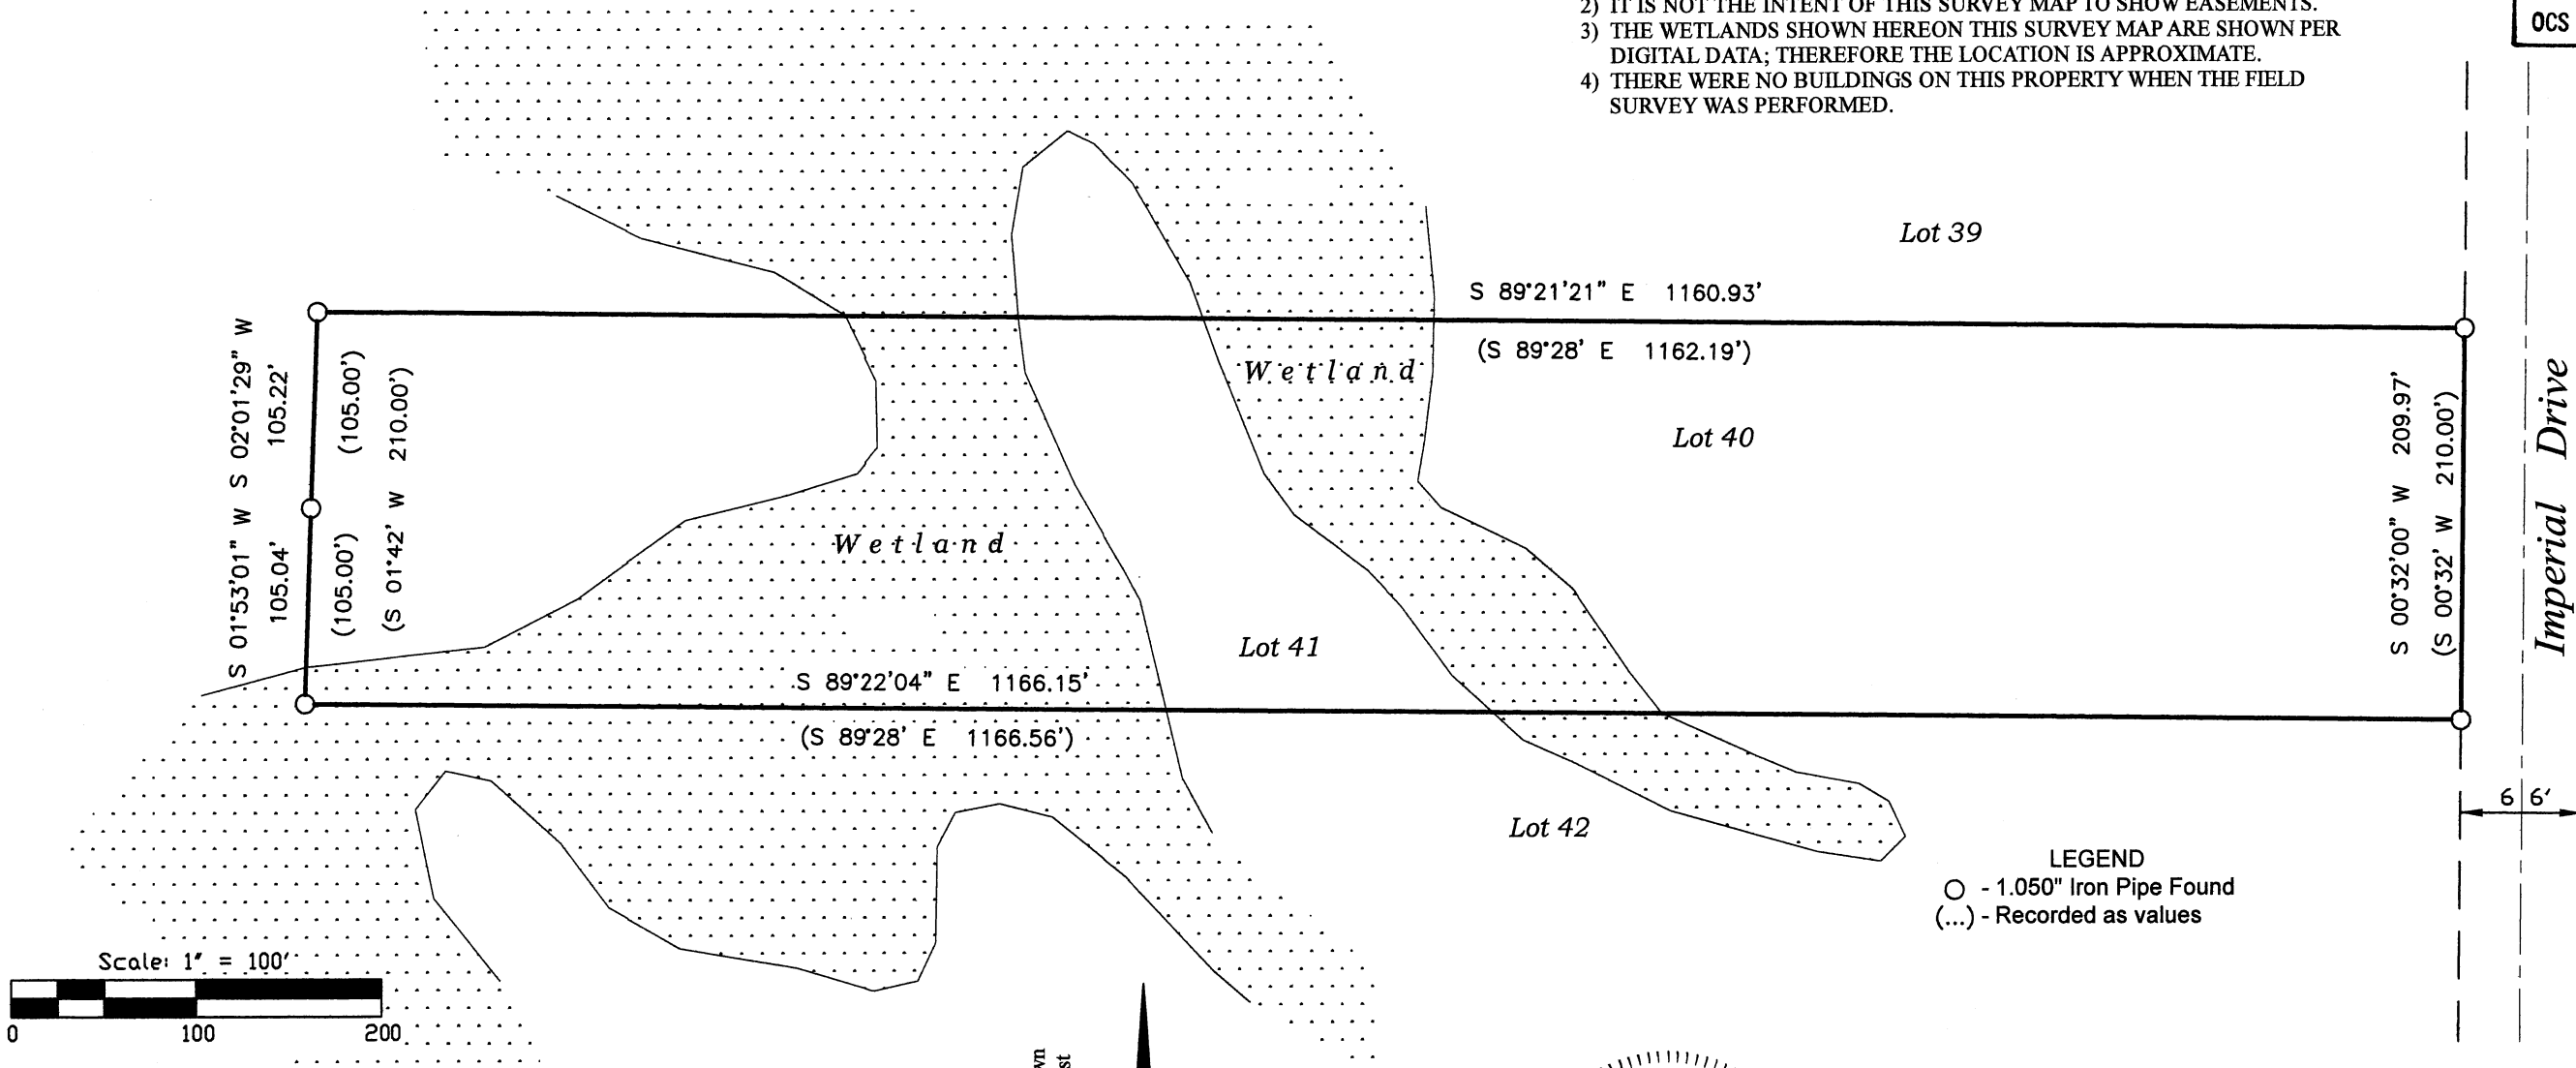 2) IT IS NOT THE INTENT OF THIS SURVEY MAP TO SHOW EASEMENTS.
3) THE WETLANDS SHOWN HEREON THIS SURVEY MAP ARE SHOWN PER
DIGITAL DATA; THEREFORE THE LOCATION IS APPROXIMATE.
4) THERE WERE NO BUILDINGS ON THIS PROPERTY WHEN THE FIELD
SURVEY WAS PERFORMED.
OCS
Lot 39
S 89°21'21" E 1160.93'
(S 89°28' E 1162.19')
S 02°01'29" W
105.22'
(105.00')
(S 01°42' W 210.00')
S 01°53'01" W
105.04'
(105.00')
Wetland
Lot 40
Wetland
Lot 41
S 89°22'04" E 1166.15'
(S 89°28' E 1166.56')
S 00°32'00" W 209.97'
(S 00°32' W 210.00')
Imperial Drive
66'
Lot 42
LEGEND
- 1.050" Iron Pipe Found
(...) - Recorded as values
Scale: 1" = 100'
0 100 200